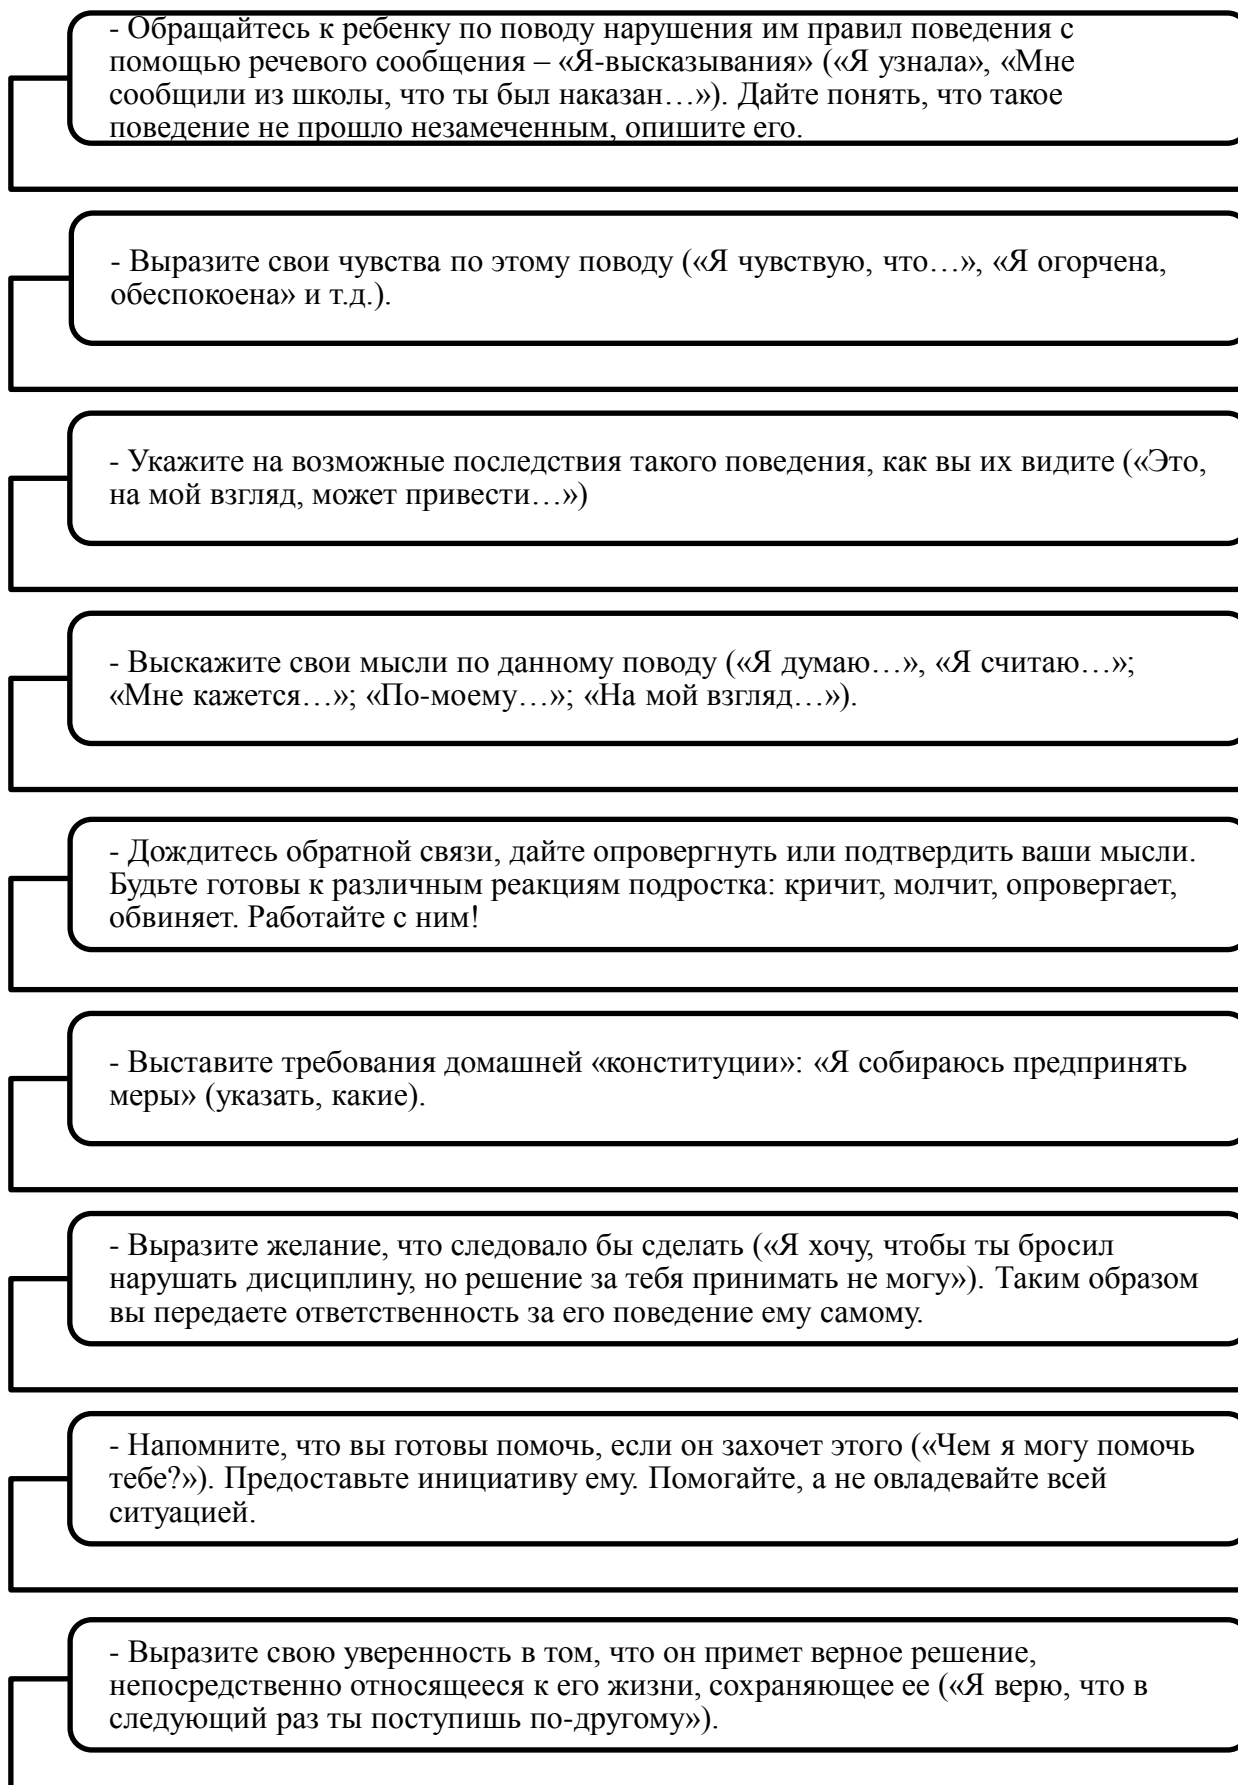 - Обращайтесь к ребенку по поводу нарушения им правил поведения с
помощью речевого сообщения – «Я-высказывания» («Я узнала», «Мне
сообщили из школы, что ты был наказан…»). Дайте понять, что такое
поведение не прошло незамеченным, опишите его.
- Выразите свои чувства по этому поводу («Я чувствую, что…», «Я огорчена,
обеспокоена» и т.д.).
- Укажите на возможные последствия такого поведения, как вы их видите («Это,
на мой взгляд, может привести…»)
- Выскажите свои мысли по данному поводу («Я думаю…», «Я считаю…»;
«Мне кажется…»; «По-моему…»; «На мой взгляд…»).
- Дождитесь обратной связи, дайте опровергнуть или подтвердить ваши мысли.
Будьте готовы к различным реакциям подростка: кричит, молчит, опровергает,
обвиняет. Работайте с ним!
- Выставите требования домашней «конституции»: «Я собираюсь предпринять
меры» (указать, какие).
- Выразите желание, что следовало бы сделать («Я хочу, чтобы ты бросил
нарушать дисциплину, но решение за тебя принимать не могу»). Таким образом
вы передаете ответственность за его поведение ему самому.
- Напомните, что вы готовы помочь, если он захочет этого («Чем я могу помочь
тебе?»). Предоставьте инициативу ему. Помогайте, а не овладевайте всей
ситуацией.
- Выразите свою уверенность в том, что он примет верное решение,
непосредственно относящееся к его жизни, сохраняющее ее («Я верю, что в
следующий раз ты поступишь по-другому»).